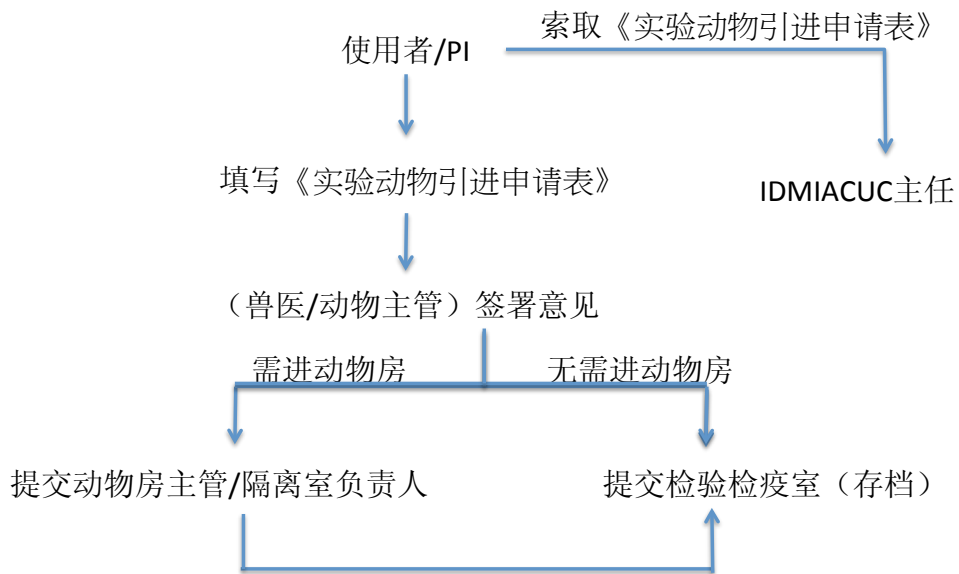 索取《实验动物引进申请表》
使用者/PI
填写《实验动物引进申请表》
IDMIACUC主任
（兽医/动物主管）签署意见
需进动物房
无需进动物房
提交动物房主管/隔离室负责人
提交检验检疫室（存档）